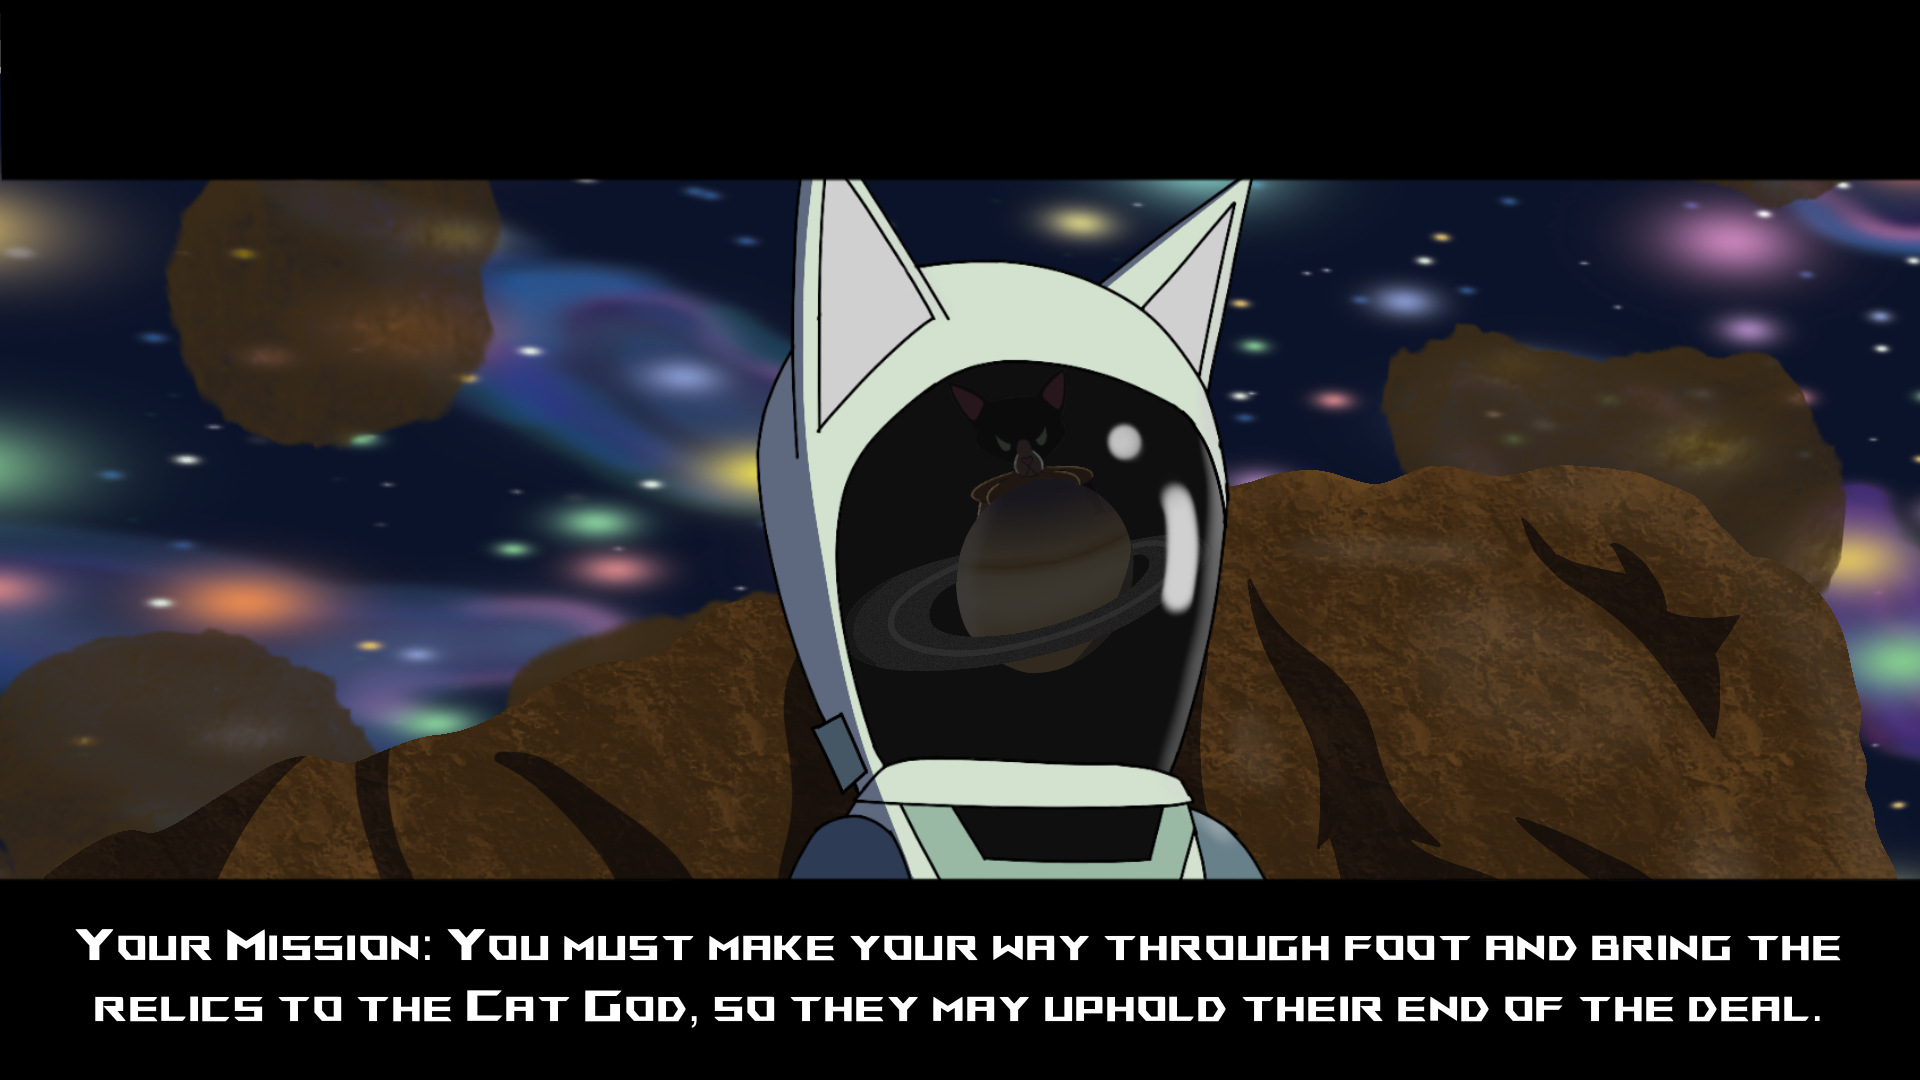 Your Mission: You must make your way through foot and bring the
relics to the Cat God, so they may uphold their end of the deal.